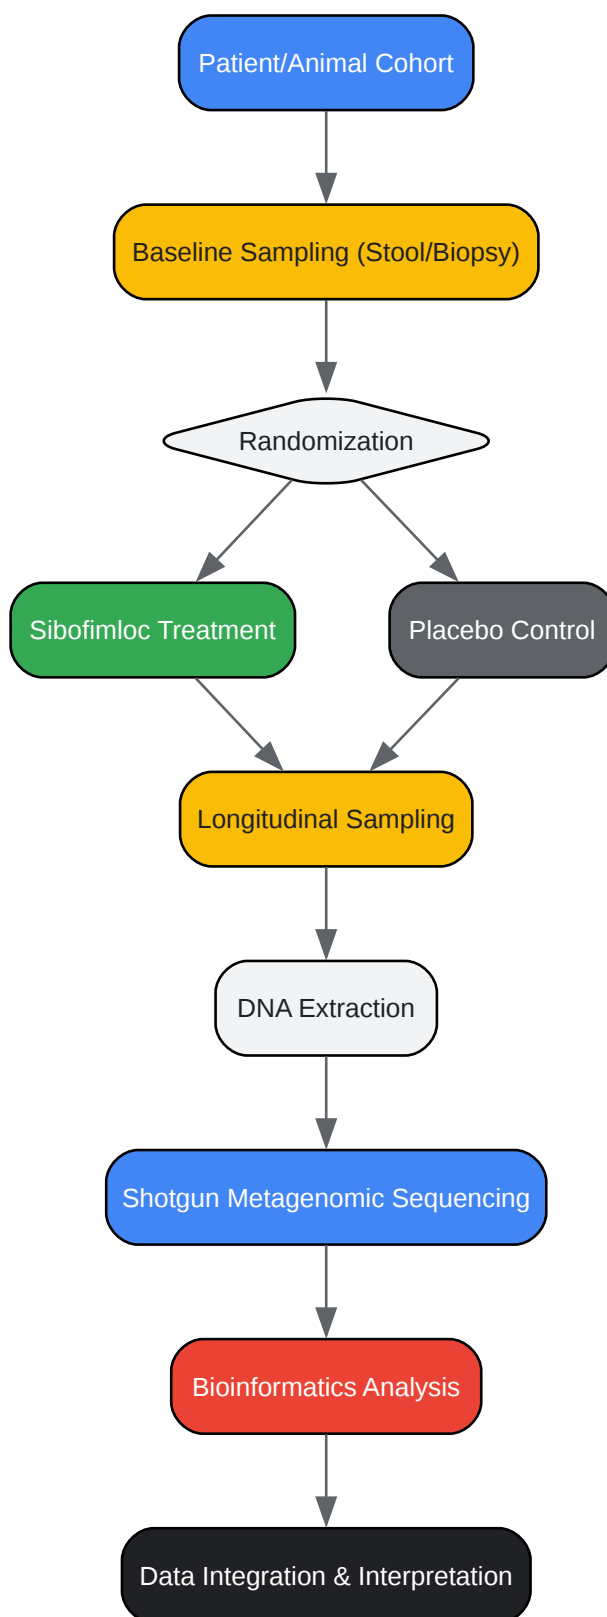 Patient/Animal Cohort
Baseline Sampling (Stool/Biopsy)
Randomization
Sibofimloc Treatment
Placebo Control
Longitudinal Sampling
DNA Extraction
Shotgun Metagenomic Sequencing
Bioinformatics Analysis
Data Integration & Interpretation